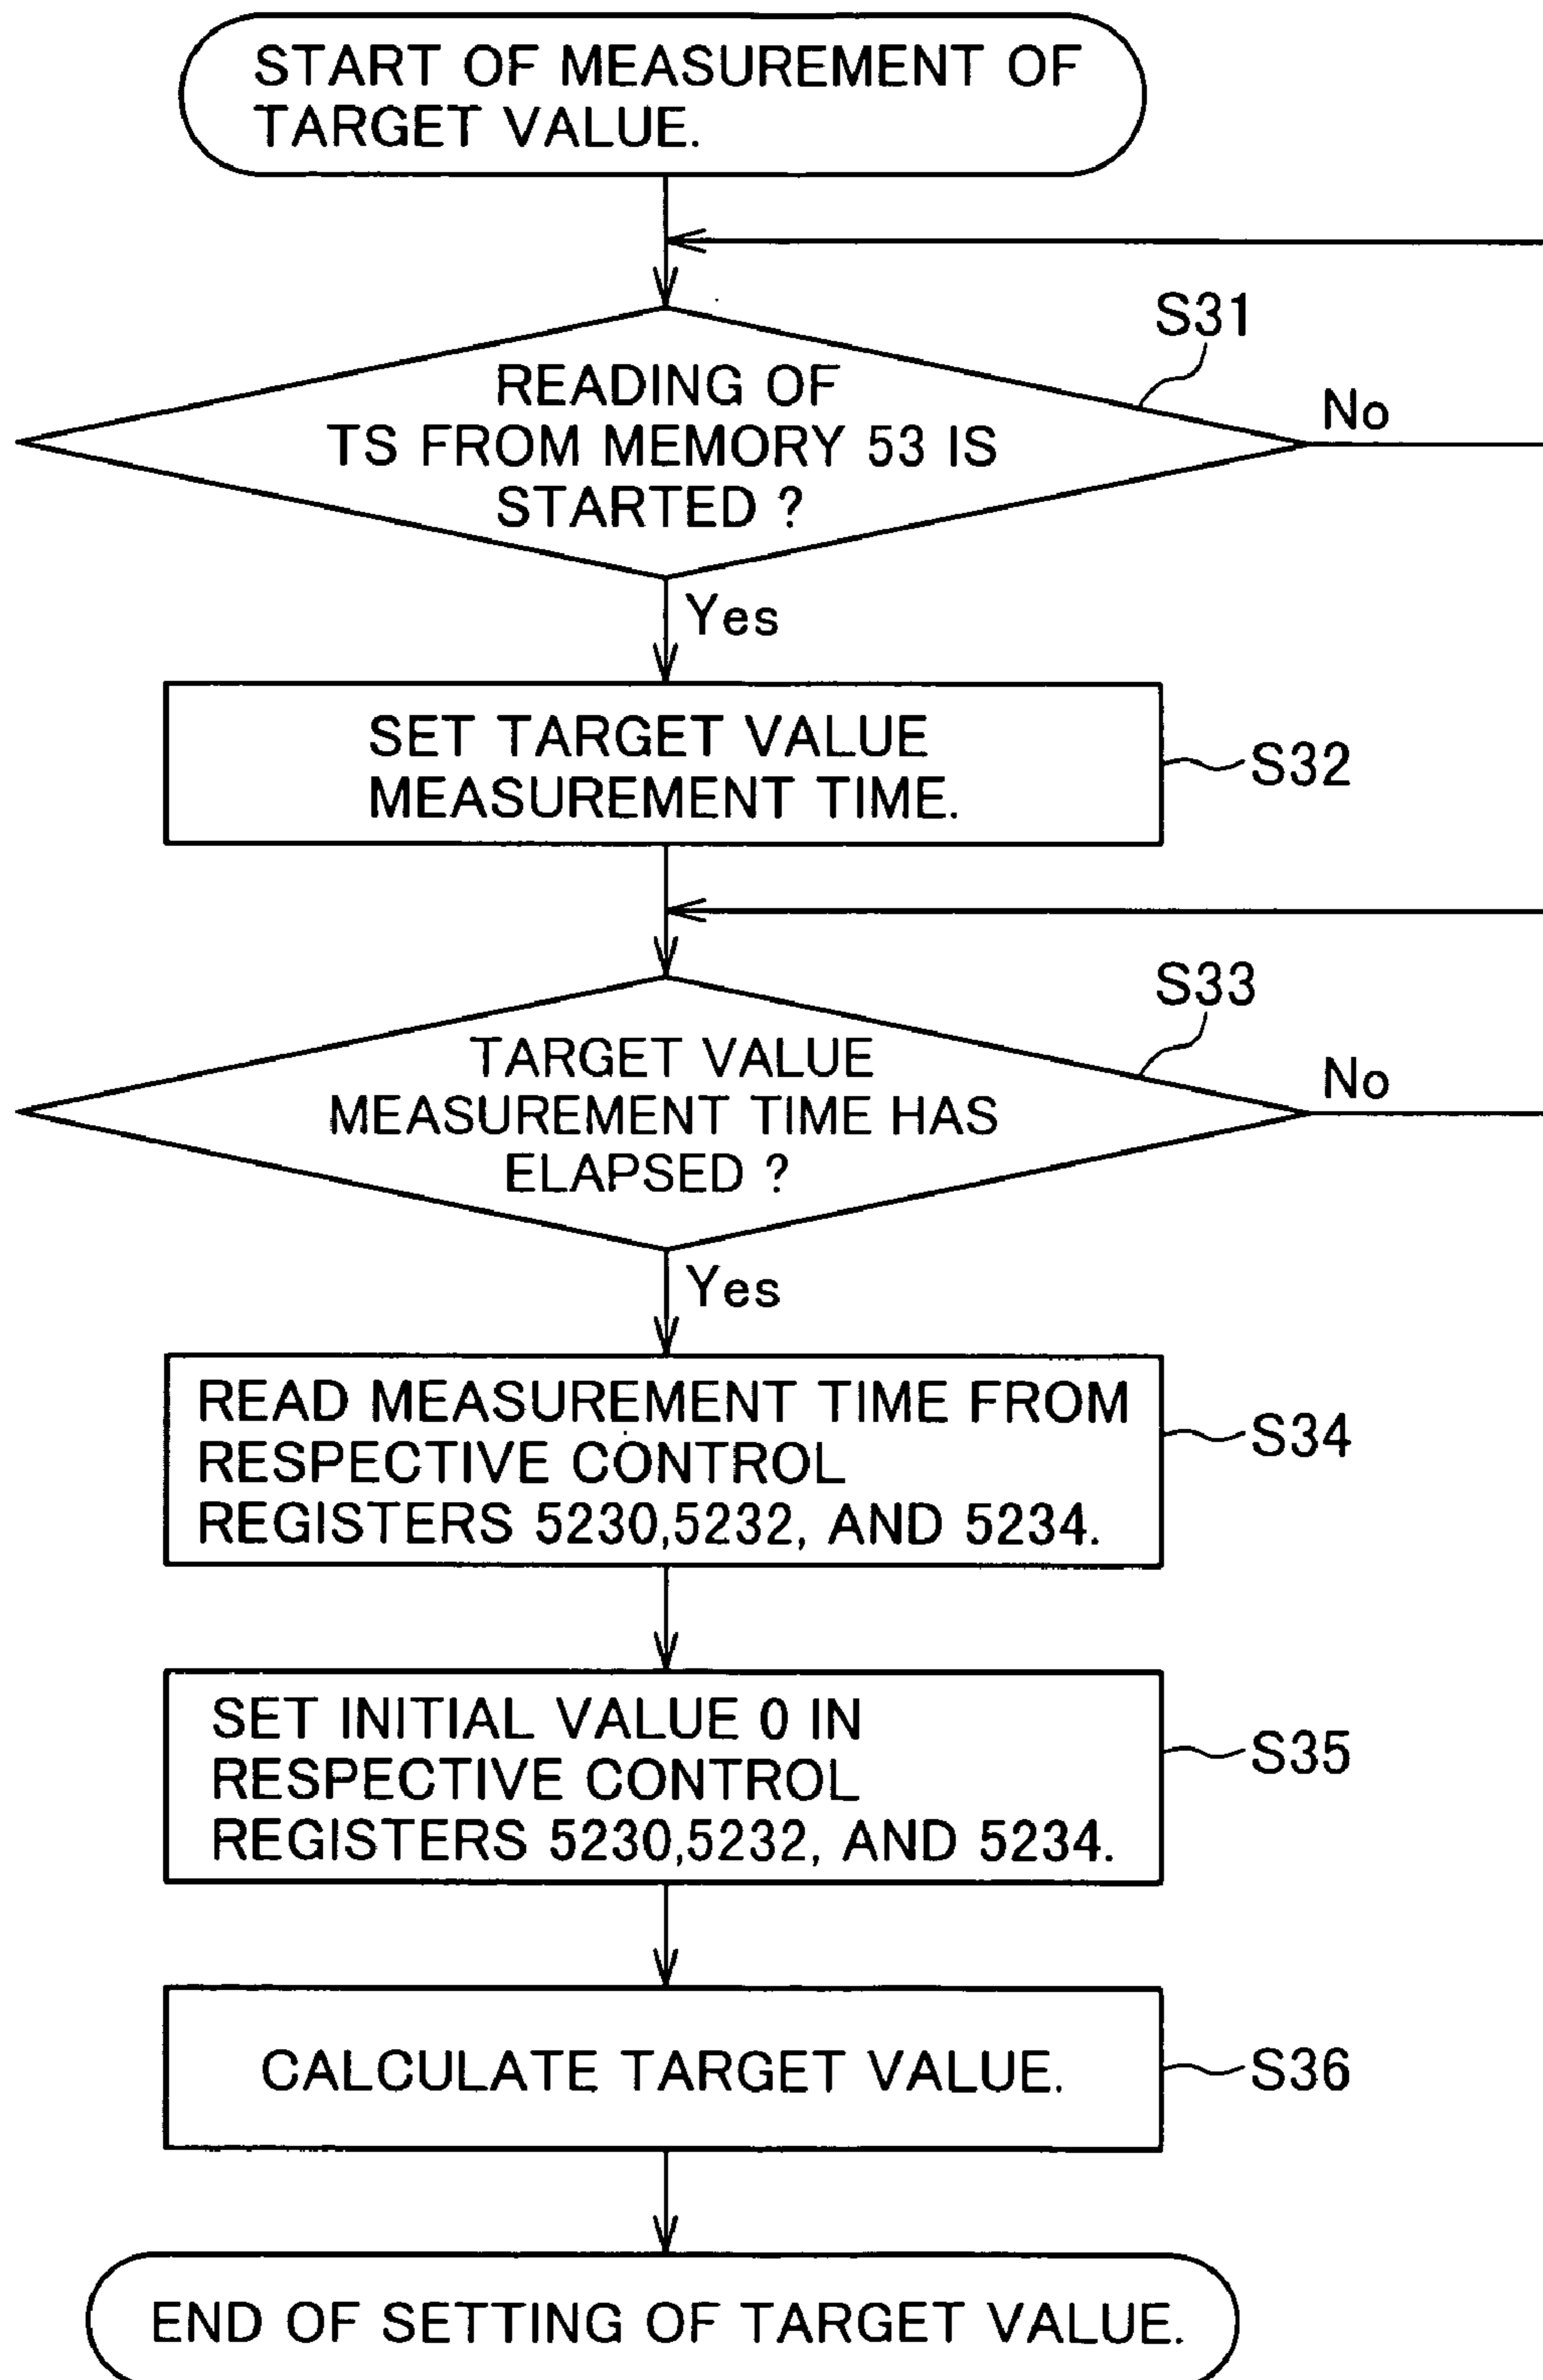 START OF MEASUREMENT OF
TARGET VALUE.
S31
READING OF
TS FROM MEMORY 53 IS
STARTED ?
No
Yes
SET TARGET VALUE
MEASUREMENT TIME.
S32
S33
TARGET VALUE
MEASUREMENT TIME HAS
ELAPSED ?
No
Yes
READ MEASUREMENT TIME FROM
RESPECTIVE CONTROL
REGISTERS 5230,5232, AND 5234.
S34
SET INITIAL VALUE 0 IN
RESPECTIVE CONTROL
REGISTERS 5230,5232, AND 5234.
S35
CALCULATE TARGET VALUE.
S36
END OF SETTING OF TARGET VALUE.